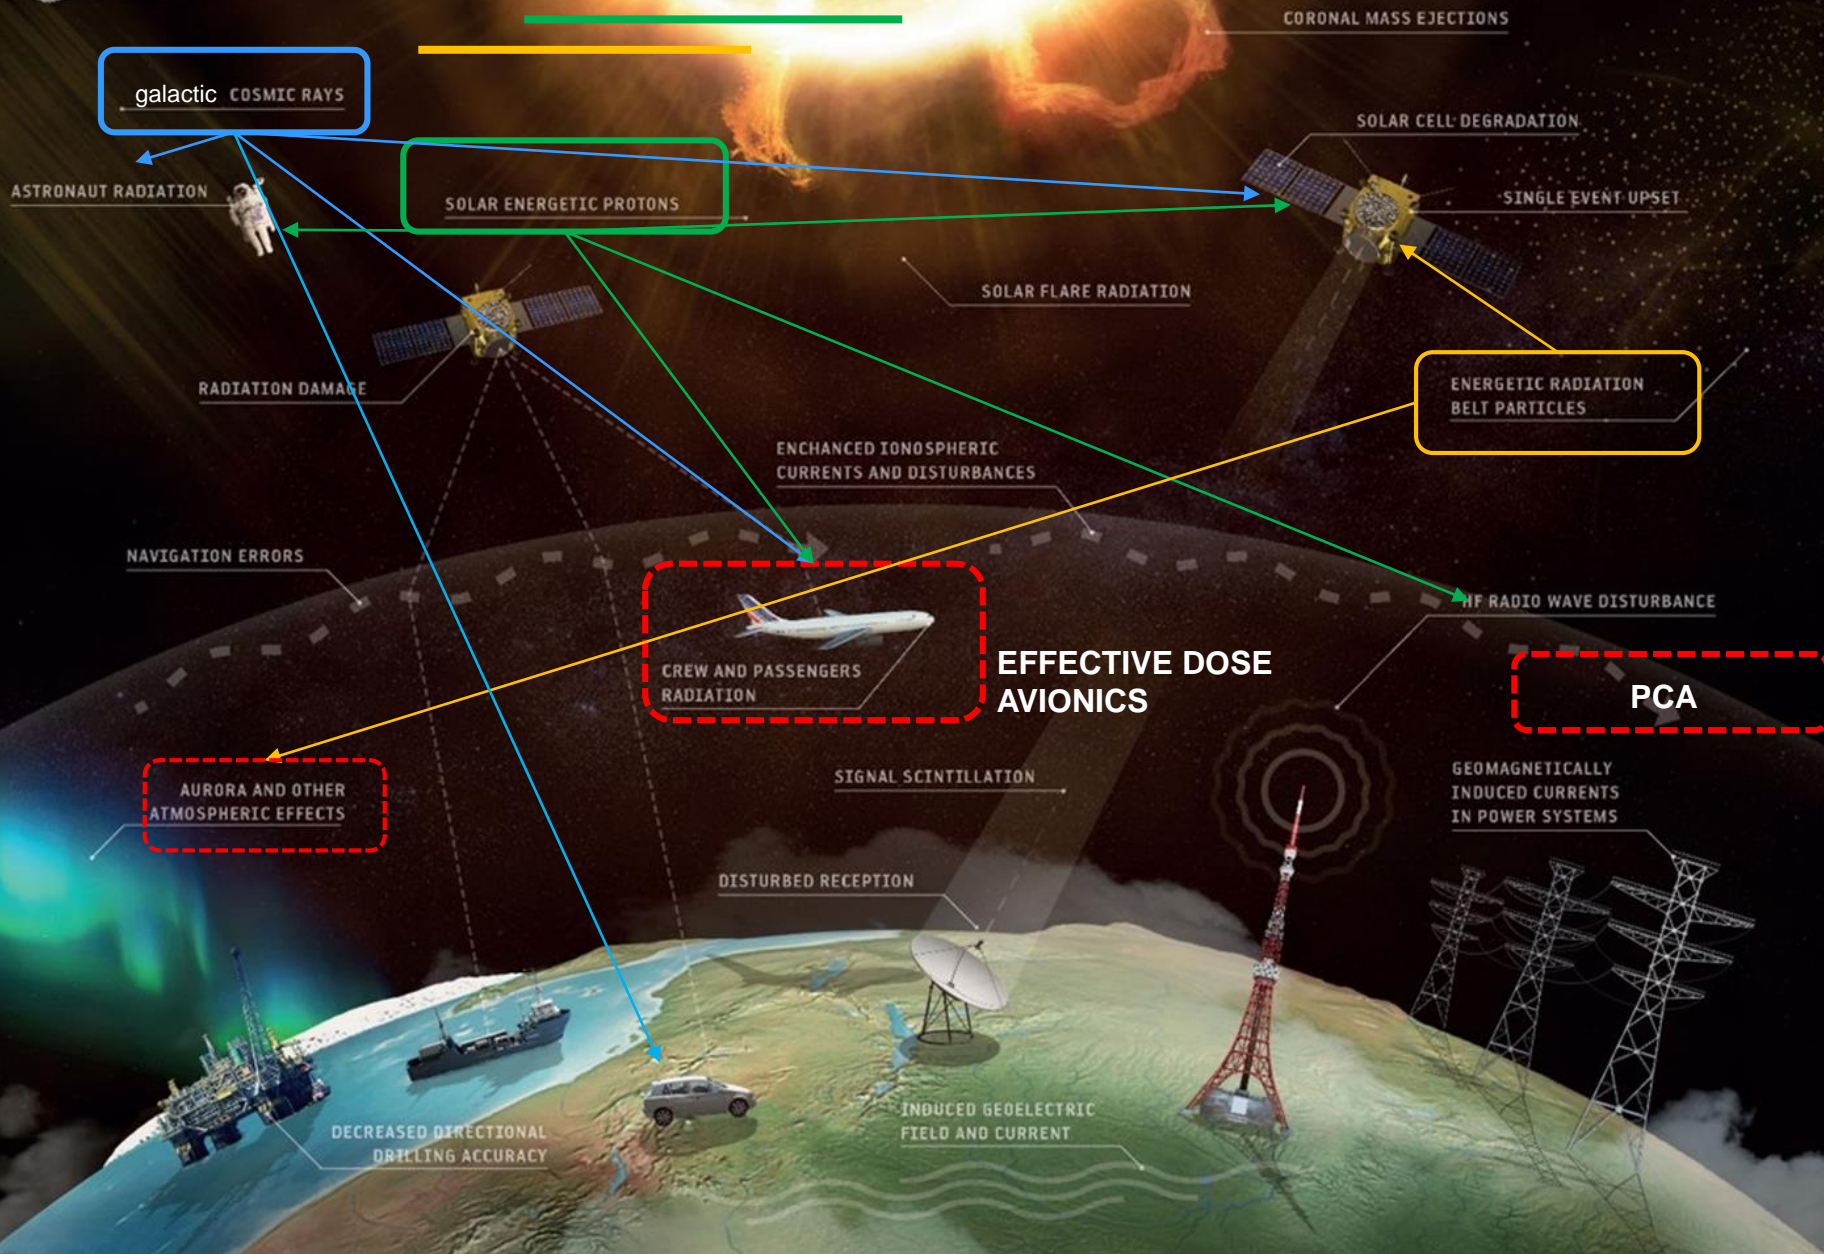 CORONAL MASS EJECTIONS
galactic COSMIC RAYS
SOLAR CELL DEGRADATION
ASTRONAUT RADIATION
SOLAR ENERGETIC PROTONS
SINGLE EVENT UPSET
SOLAR FLARE RADIATION
RADIATION DAMAGE
ENERGETIC RADIATION
BELT PARTICLES
ENCHANCED IONOSPHERIC
CURRENTS AND DISTURBANCES
NAVIGATION ERRORS
HF RADIO WAVE DISTURBANCE
CREW AND PASSENGERS
RADIATION
EFFECTIVE DOSE
AVIONICS
PCA
AURORA AND OTHER
ATMOSPHERIC EFFECTS
SIGNAL SCINTILLATION
GEOMAGNETICALLY
INDUCED CURRENTS
IN POWER SYSTEMS
DISTURBED RECEPTION
DECREASED DIRECTIONAL
DRILLING ACCURACY
INDUCED GEOELECTRIC
FIELD AND CURRENT